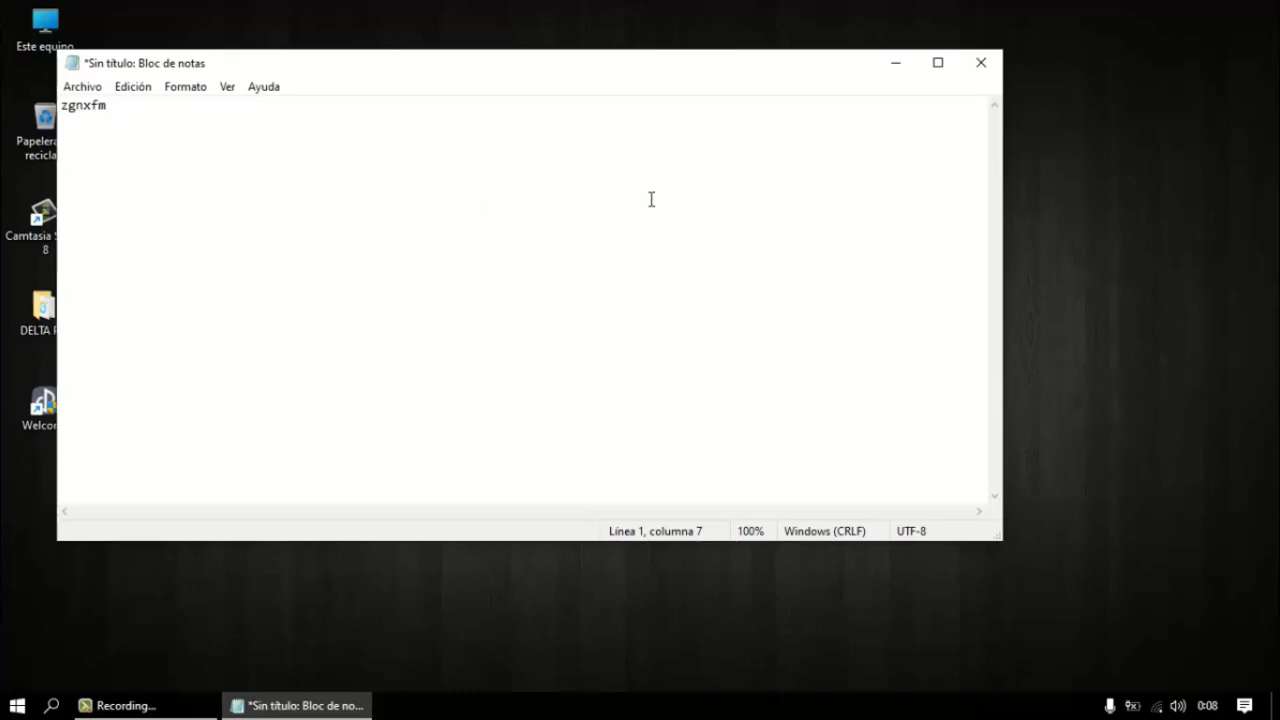 Este equipo
*Sin título: Bloc de notas
Archivo Edición Formato Ver Ayuda
zgnxfm
Papelera
recicla
Camtasia
8
DELTA
Welco
Línea 1, columna 7 100% Windows (CRLF) UTF-8
Recording... *Sin título: Bloc de no... 0:08